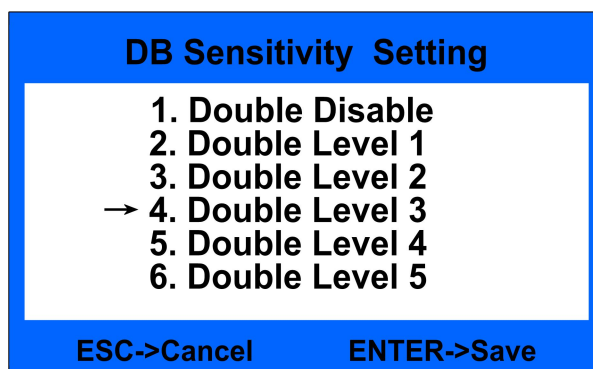 DB Sensitivity Setting
1. Double Disable
2. Double Level 1
3. Double Level 2
→ 4. Double Level 3
5. Double Level 4
6. Double Level 5
ESC->Cancel ENTER->Save